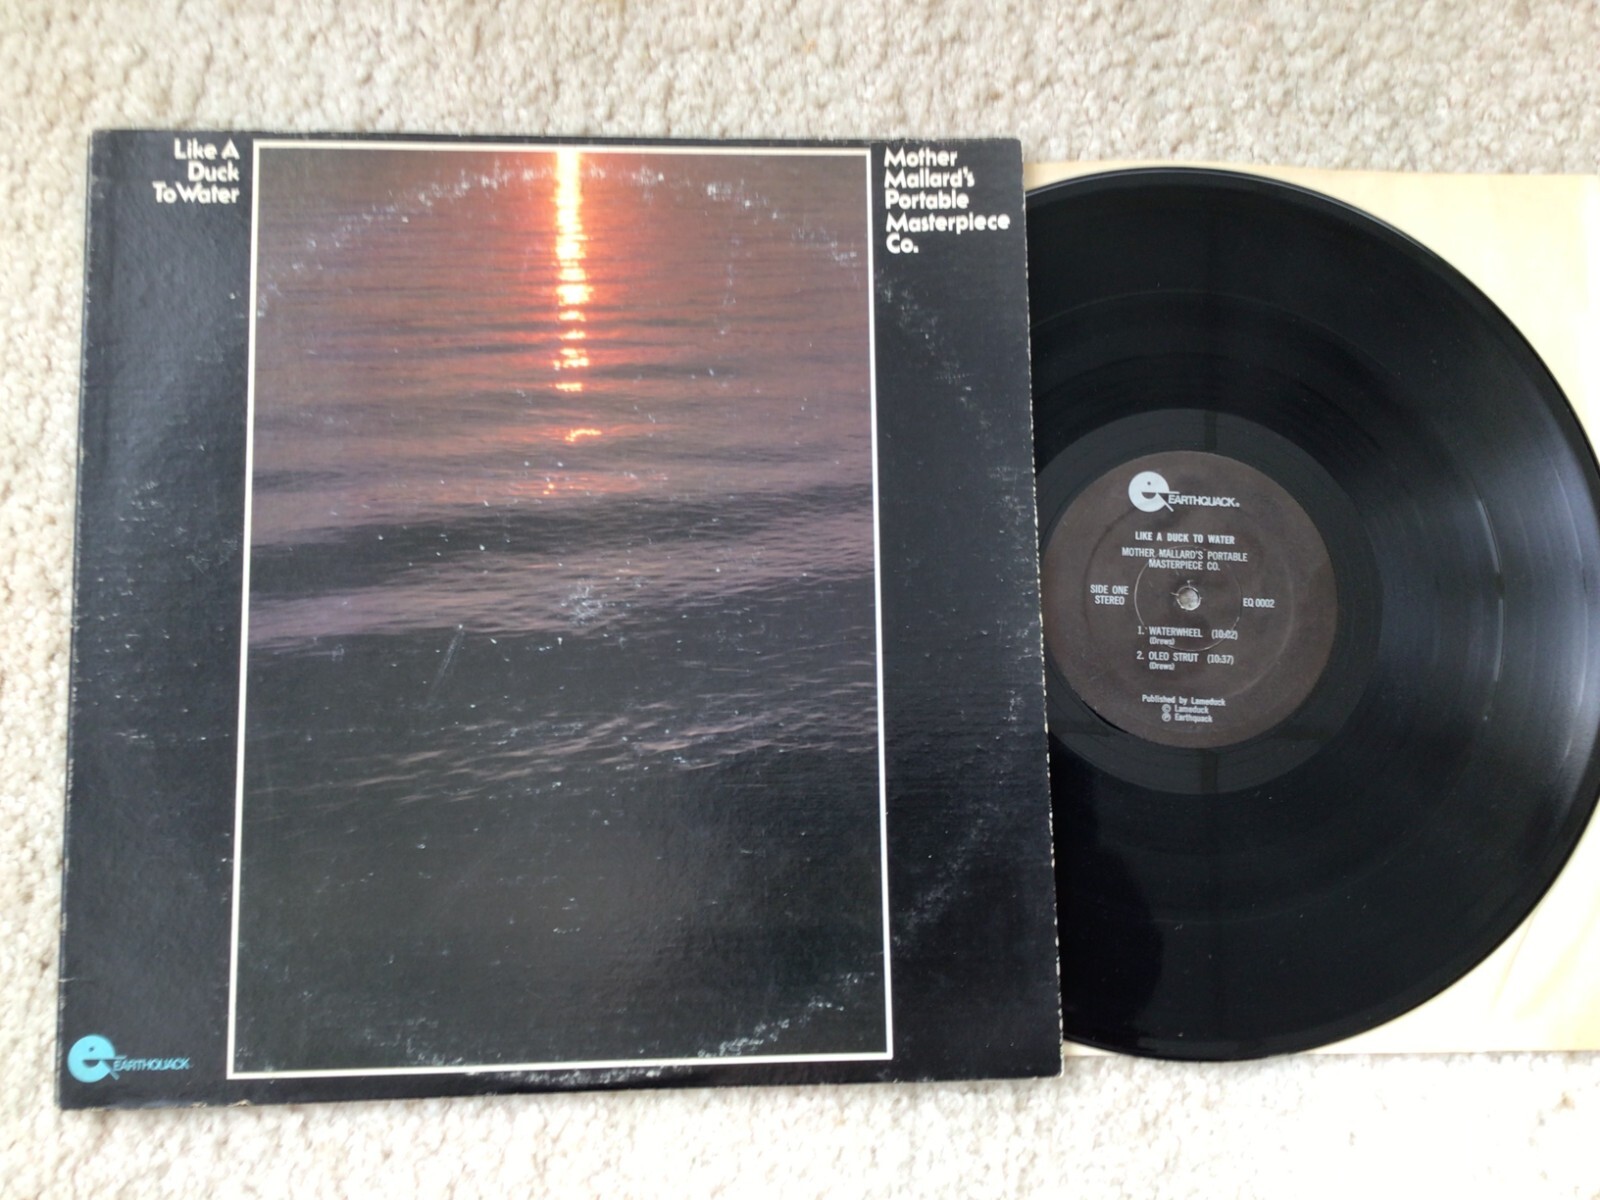 Like A
Duck
To Water
Mother
Mallard's
Portable
Masterpiece
Co.
EARTHQUACK
EARTHQUACK®
LIKE A DUCK TO WATER
MOTHER MALLARD'S PORTABLE
MASTERPIECE CO.
SIDE ONE
STEREO
EQ 0002
1. WATERWHEEL (10:02)
(Drews)
2. OLEO STRUT (10:37)
(Drews)
Published by Lameduck
© Lameduck
℗ Earthquack